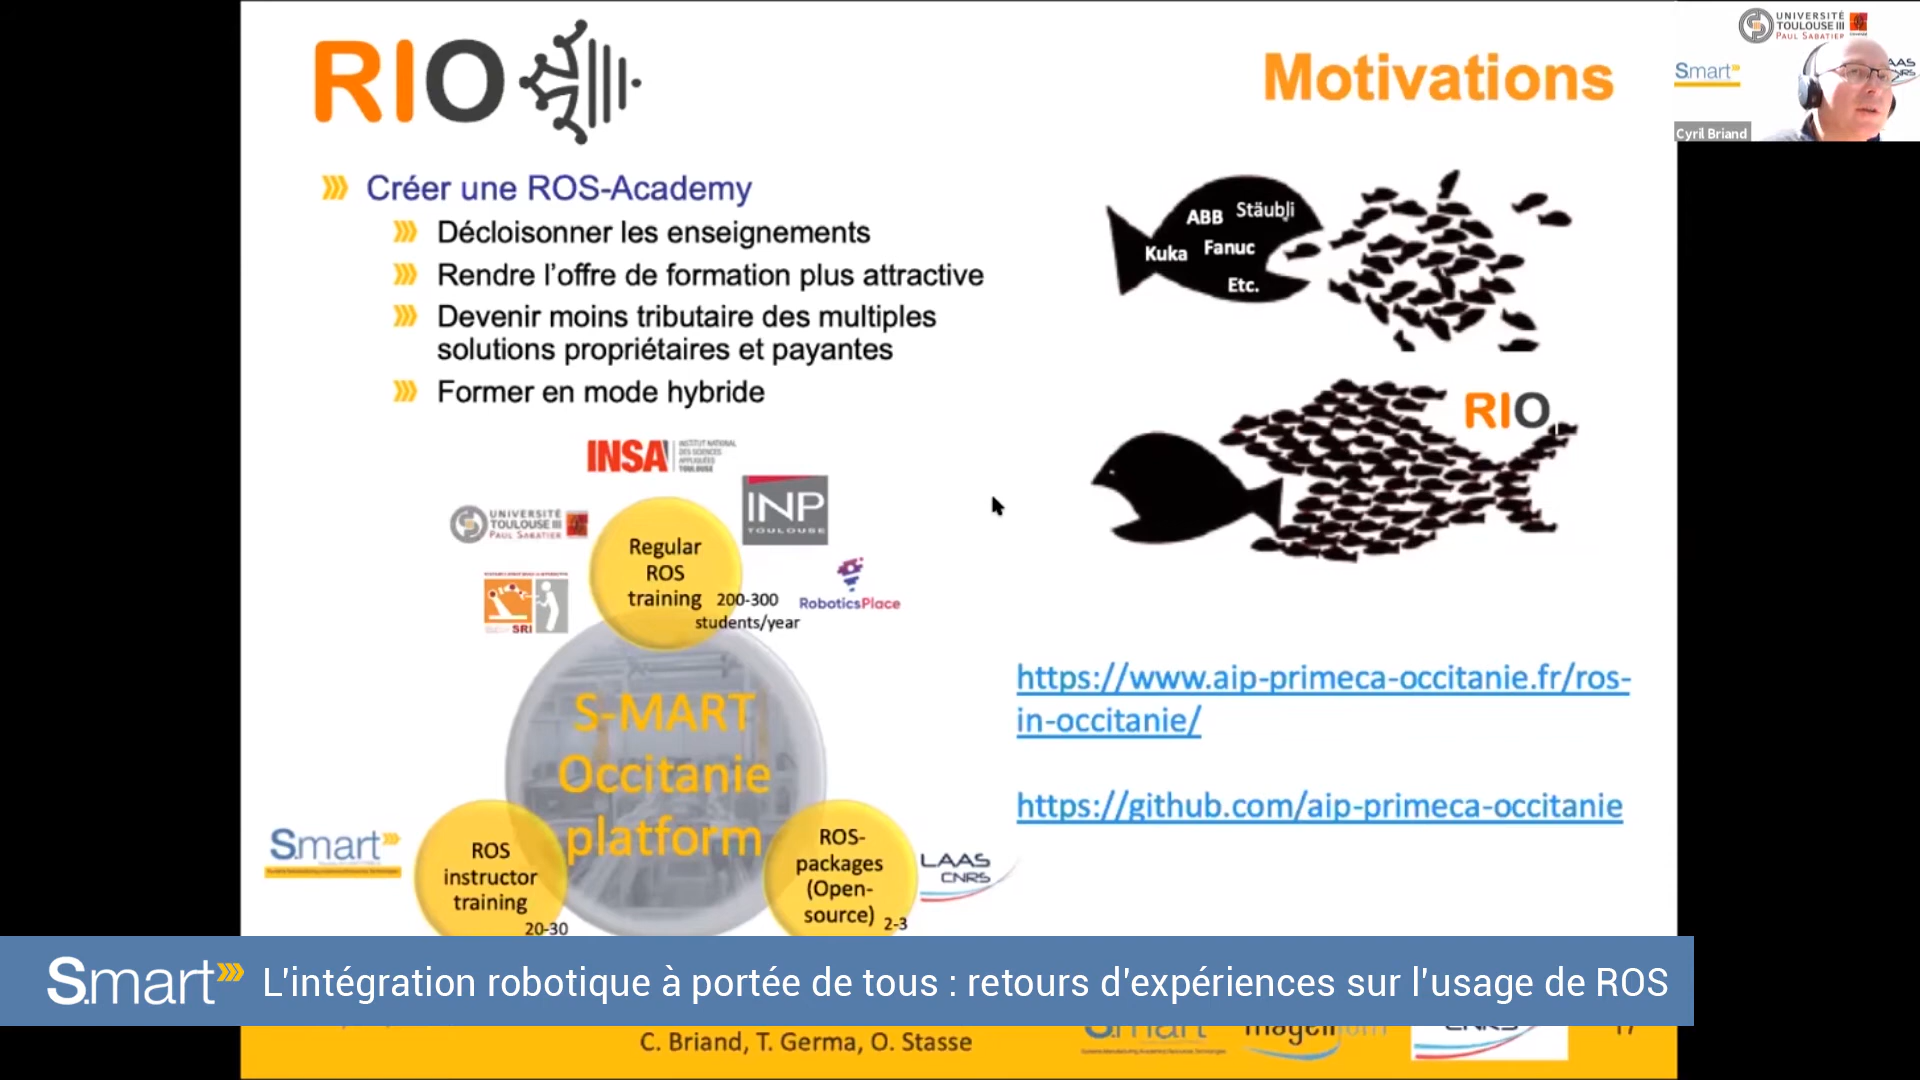 RIO
Motivations
UNIVERSITÉ
TOULOUSE III
PAUL SABATIER
S.mart
LAAS
CNRS
Cyril Briand
Créer une ROS-Academy
Décloisonner les enseignements
Rendre l'offre de formation plus attractive
Devenir moins tributaire des multiples
solutions propriétaires et payantes
Former en mode hybride
ABB Stäubli
Kuka Fanuc
Etc.
RIO
INSA INSTITUT NATIONAL
DES SCIENCES
APPLIQUÉES
TOULOUSE
UNIVERSITÉ
TOULOUSE III
PAUL SABATIER
INP
TOULOUSE
SRI
RoboticsPlace
Regular
ROS
training
200-300
students/year
S-MART
Occitanie
platform
S.mart
ROS
instructor
training
20-30
ROS-
packages
(Open-
source)
2-3
LAAS
CNRS
https://www.aip-primeca-occitanie.fr/ros-
in-occitanie/
https://github.com/aip-primeca-occitanie
S.mart L'intégration robotique à portée de tous : retours d'expériences sur l'usage de ROS
C. Briand, T. Germa, O. Stasse
S.mart
CNRS
17